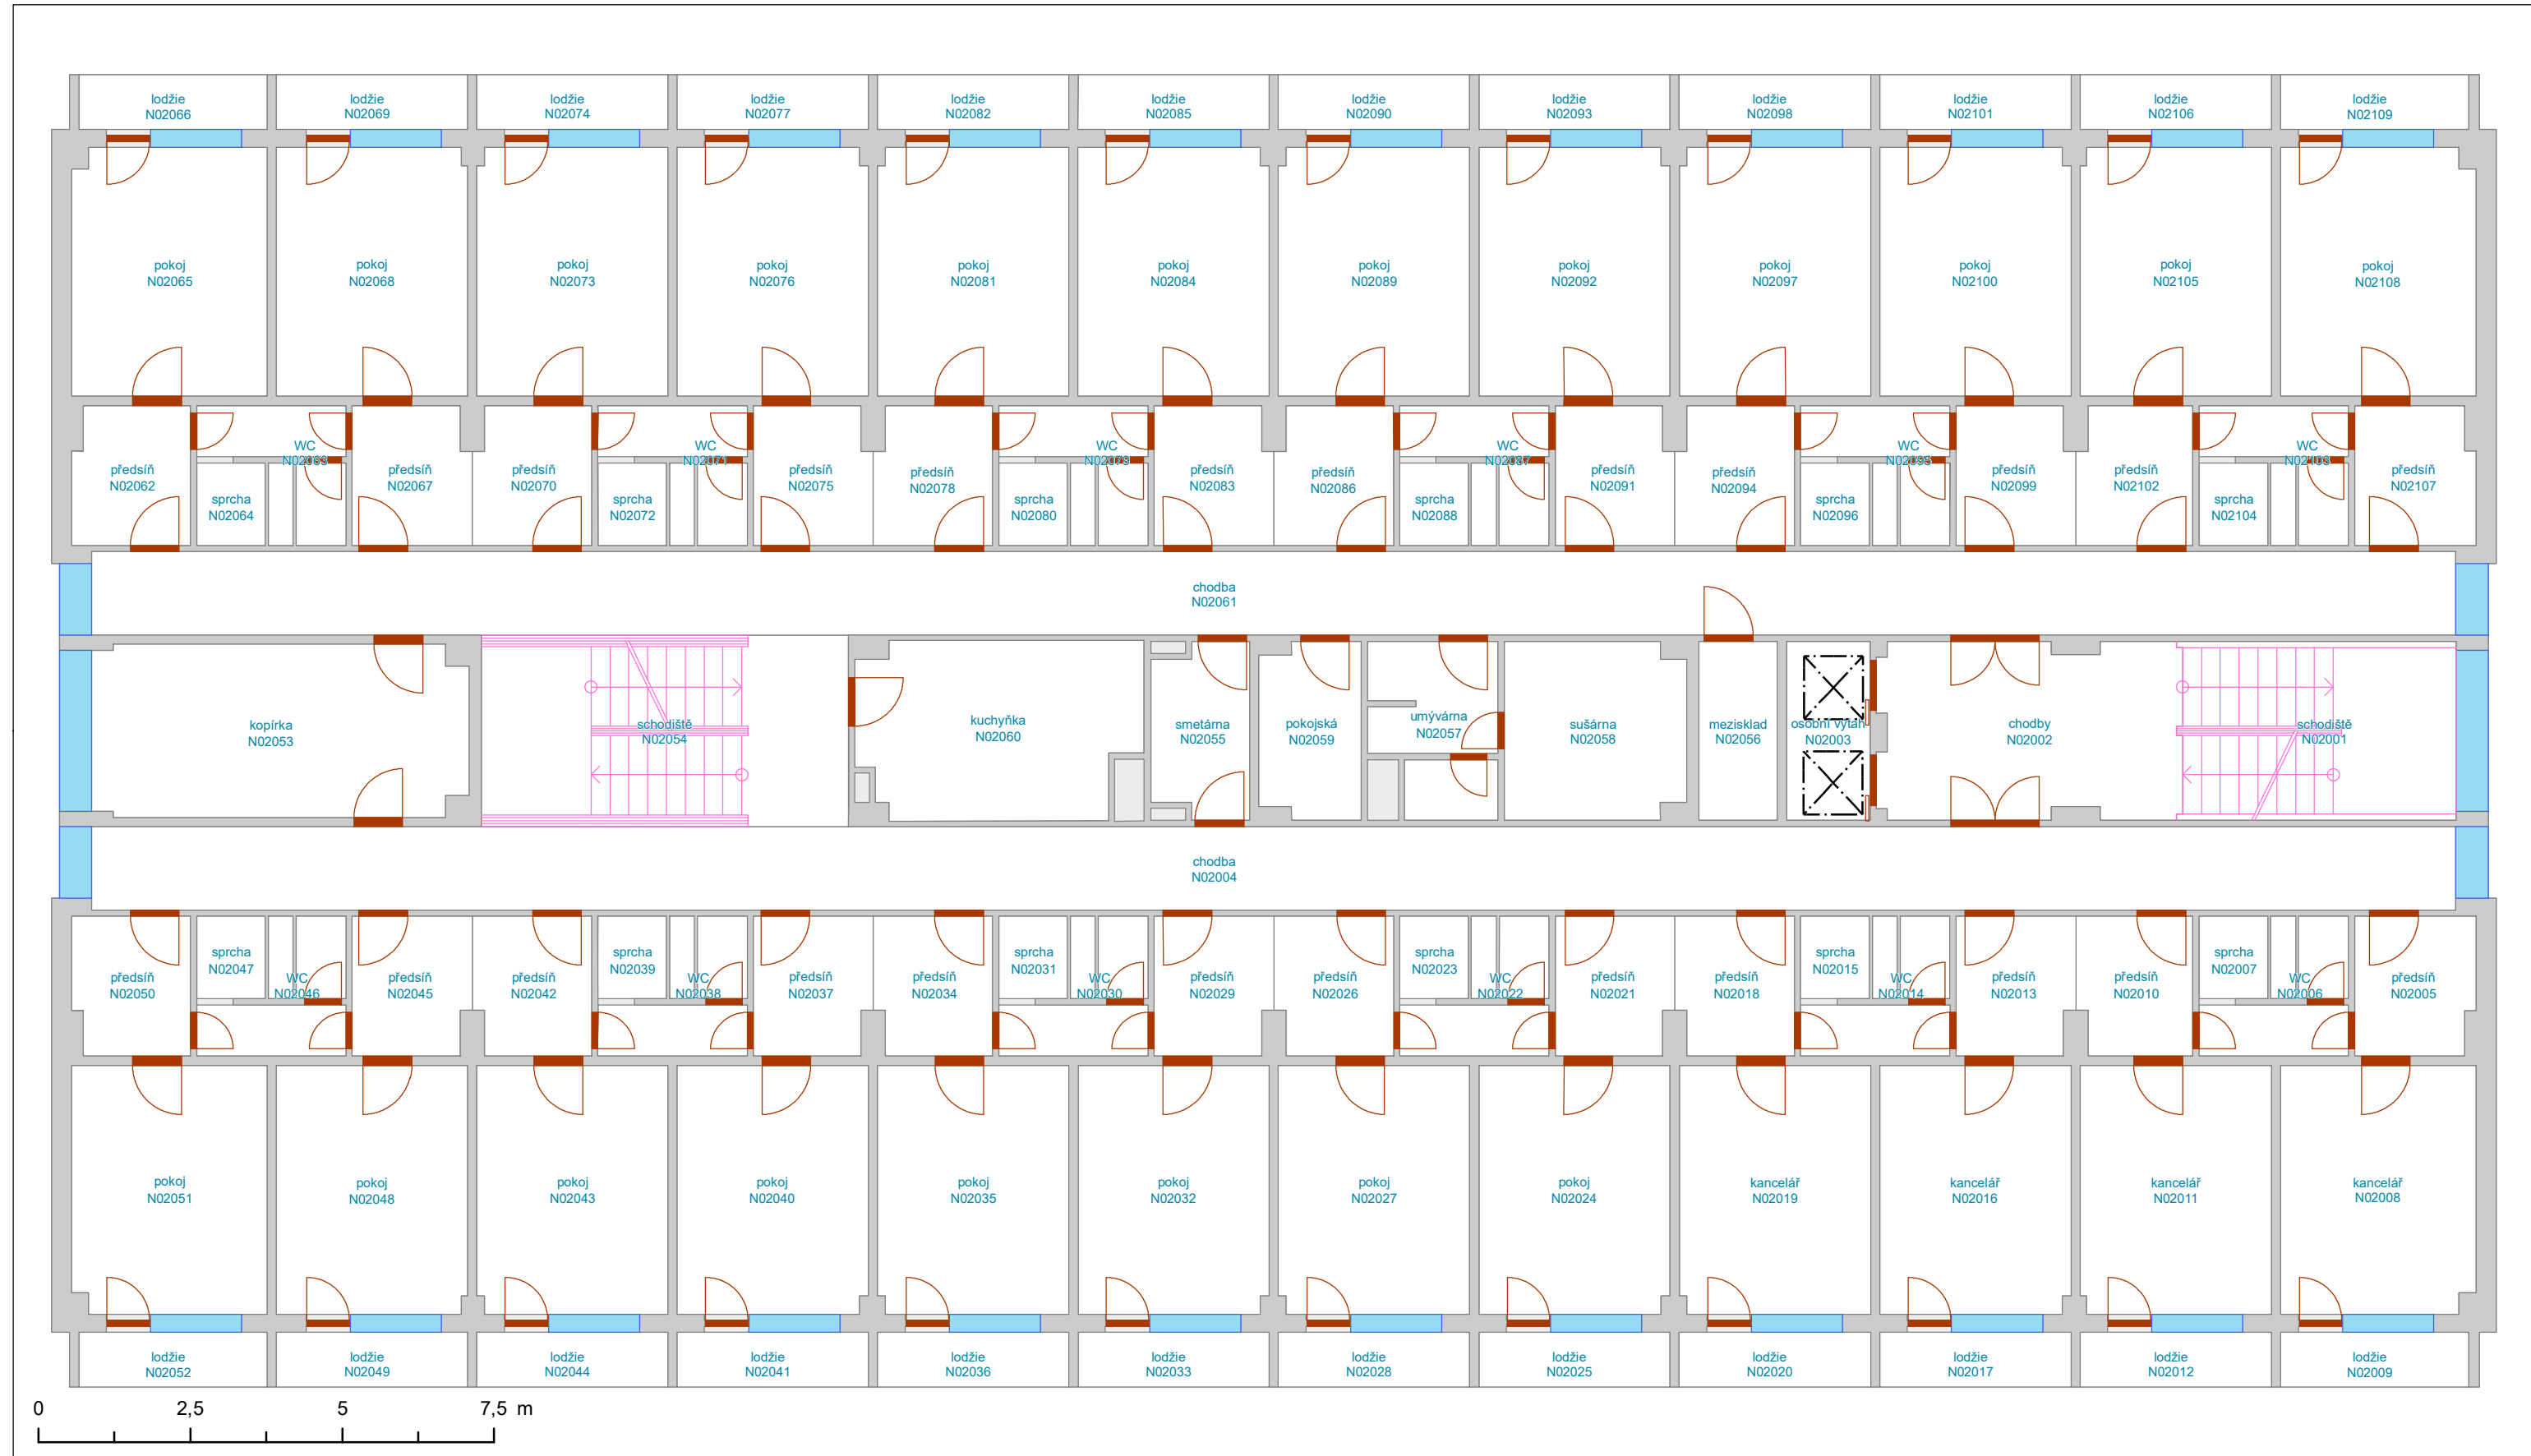 lodžie
N02066
lodžie
N02069
lodžie
N02074
lodžie
N02077
lodžie
N02082
lodžie
N02085
lodžie
N02090
lodžie
N02093
lodžie
N02098
lodžie
N02101
lodžie
N02106
lodžie
N02109
pokoj
N02065
pokoj
N02068
pokoj
N02073
pokoj
N02076
pokoj
N02081
pokoj
N02084
pokoj
N02089
pokoj
N02092
pokoj
N02097
pokoj
N02100
pokoj
N02105
pokoj
N02108
předsíň
N02062
sprcha
N02064
WC
N02063
předsíň
N02067
předsíň
N02070
sprcha
N02072
WC
N02071
předsíň
N02075
předsíň
N02078
sprcha
N02080
WC
N02079
předsíň
N02083
předsíň
N02086
sprcha
N02088
WC
N02087
předsíň
N02091
předsíň
N02094
sprcha
N02096
WC
N02095
předsíň
N02099
předsíň
N02102
sprcha
N02104
WC
N02103
předsíň
N02107
chodba
N02061
kopírka
N02053
schodiště
N02054
kuchyňka
N02060
smetárna
N02055
pokojská
N02059
umývárna
N02057
sušárna
N02058
mezisklad
N02056
osobní výtah
N02003
chodby
N02002
schodiště
N02001
chodba
N02004
předsíň
N02050
sprcha
N02047
WC
N02046
předsíň
N02045
předsíň
N02042
sprcha
N02039
WC
N02038
předsíň
N02037
předsíň
N02034
sprcha
N02031
WC
N02030
předsíň
N02029
předsíň
N02026
sprcha
N02023
WC
N02022
předsíň
N02021
předsíň
N02018
sprcha
N02015
WC
N02014
předsíň
N02013
předsíň
N02010
sprcha
N02007
WC
N02006
předsíň
N02005
pokoj
N02051
pokoj
N02048
pokoj
N02043
pokoj
N02040
pokoj
N02035
pokoj
N02032
pokoj
N02027
pokoj
N02024
kancelář
N02019
kancelář
N02016
kancelář
N02011
kancelář
N02008
lodžie
N02052
lodžie
N02049
lodžie
N02044
lodžie
N02041
lodžie
N02036
lodžie
N02033
lodžie
N02028
lodžie
N02025
lodžie
N02020
lodžie
N02017
lodžie
N02012
lodžie
N02009
0 2,5 5 7,5 m